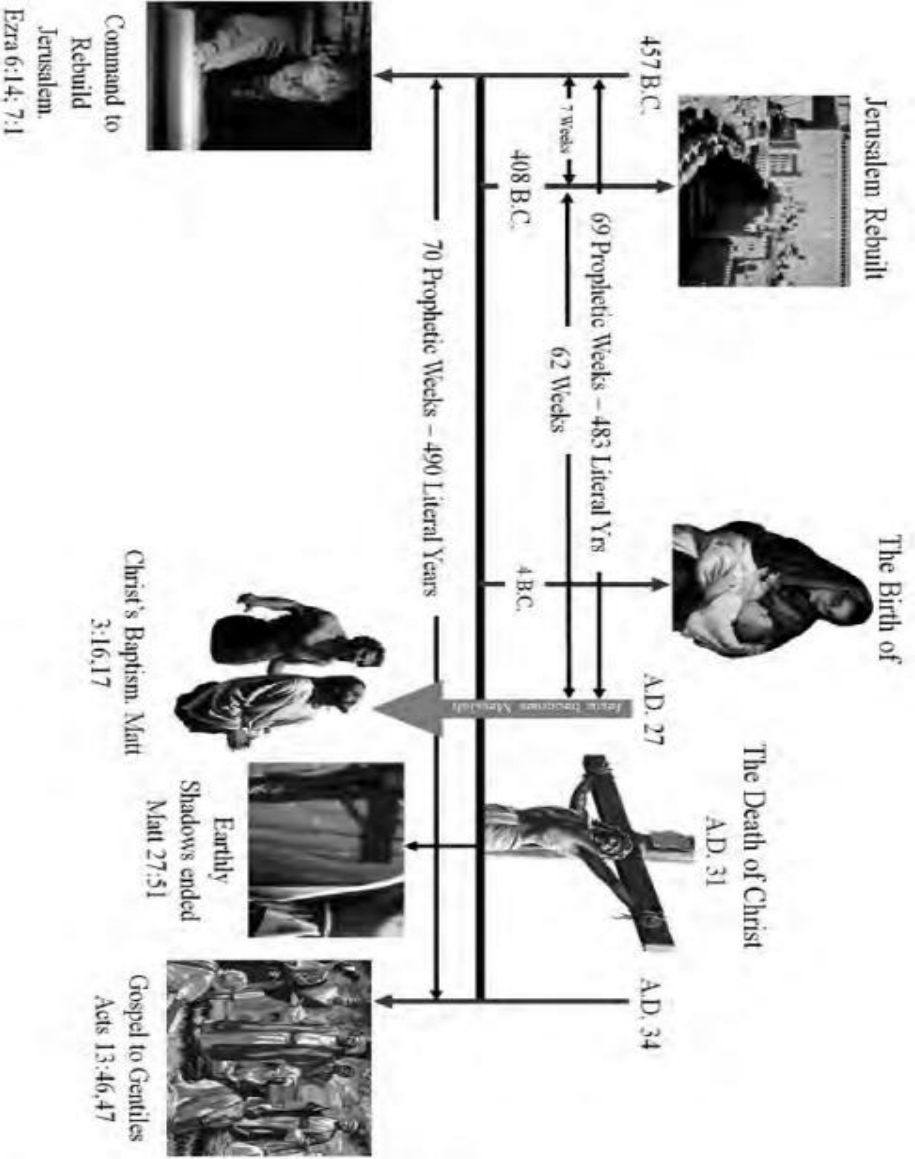 Jerusalem Rebuilt
The Birth of
The Death of Christ
A.D. 31
457 B.C.
A.D. 27
A.D. 34
69 Prophetic Weeks – 483 Literal Yrs
7 Weeks
62 Weeks
408 B.C.
4 B.C.
Jesus becomes Messiah
70 Prophetic Weeks – 490 Literal Years
Command to
Rebuild
Jerusalem.
Ezra 6:14; 7:1
Christ's Baptism. Matt
3:16,17
Earthly
Shadows ended
Matt 27:51
Gospel to Gentiles
Acts 13:46,47